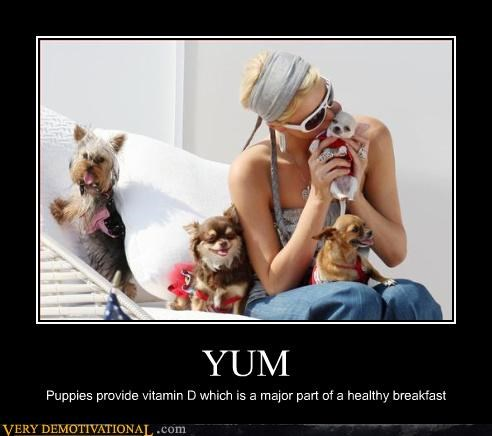 YUM
Puppies provide vitamin D which is a major part of a healthy breakfast
VERY DEMOTIVATIONAL.com